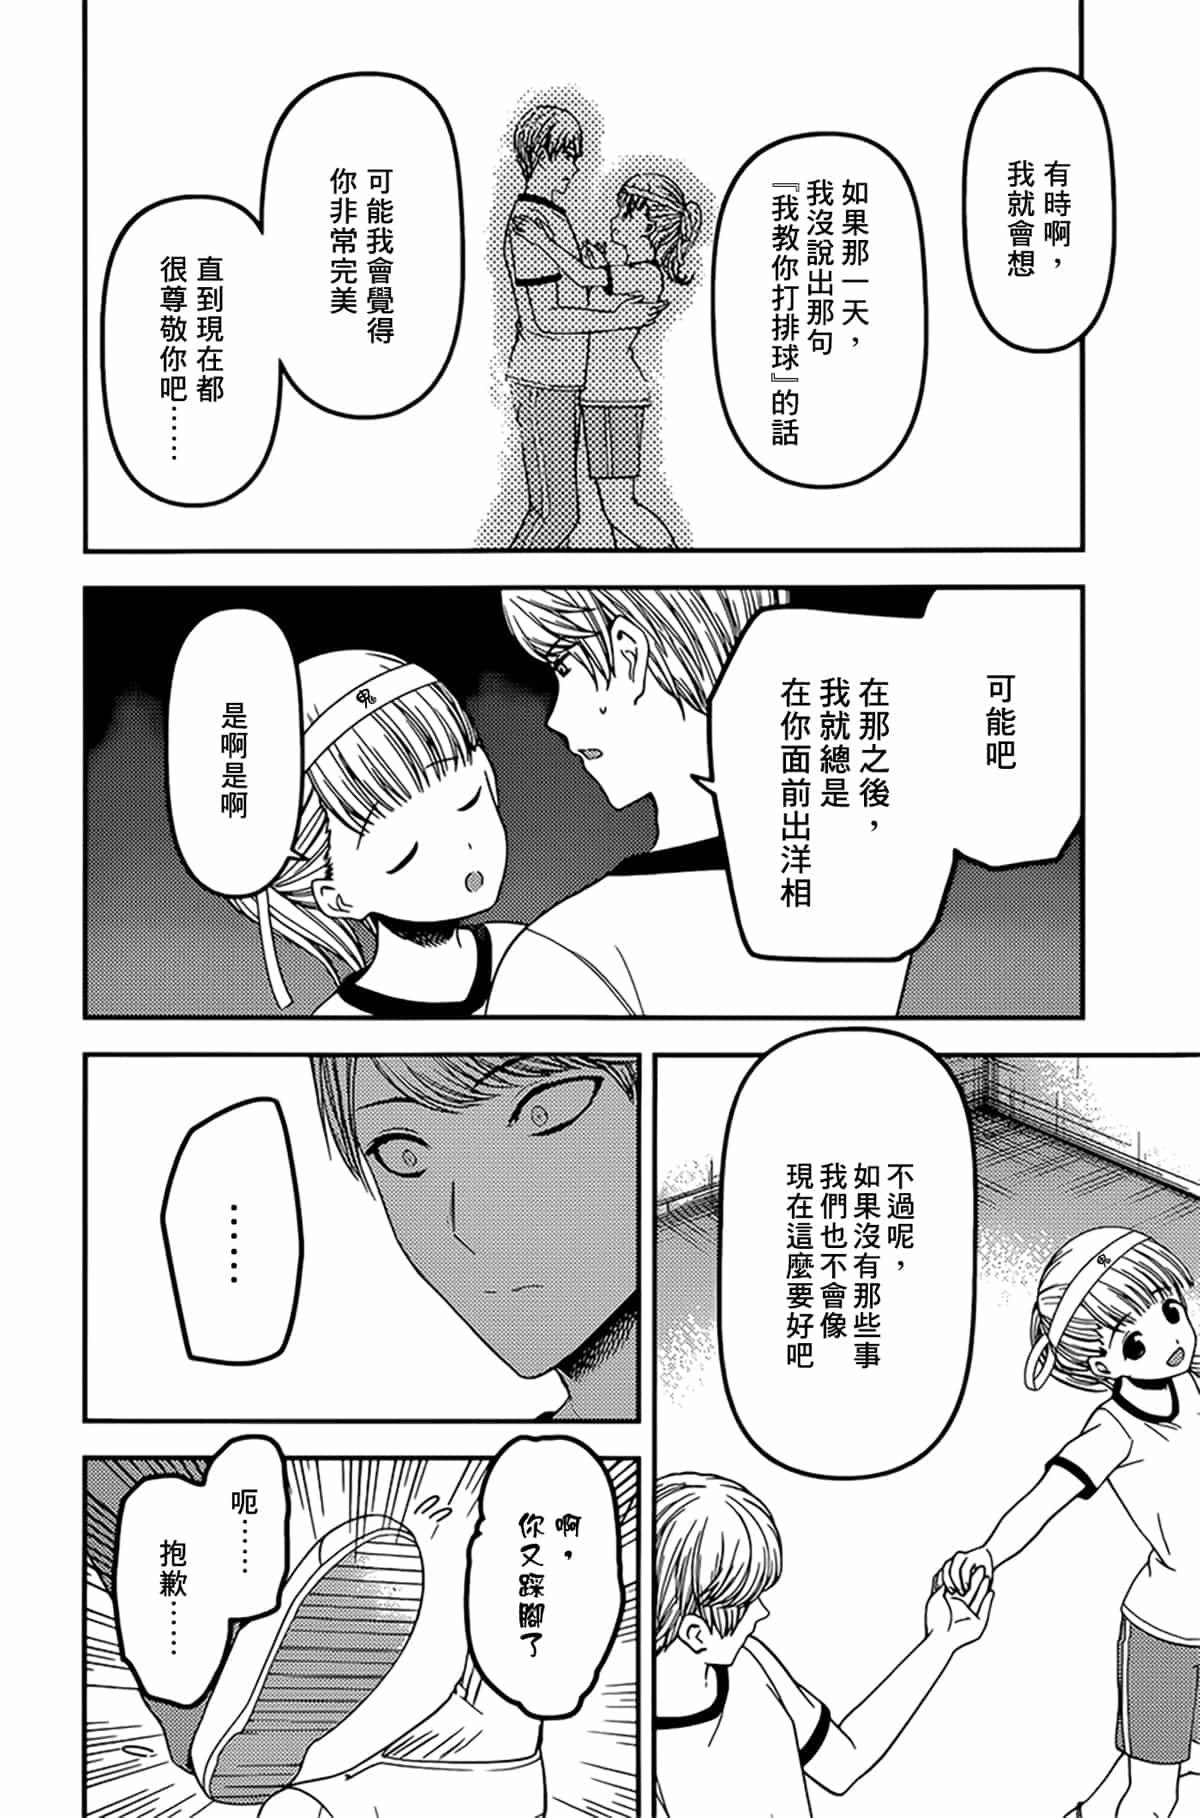 有時啊，
我就會想
如果那一天，
我沒說出那句
『我教你打排球』的話
可能我會覺得
你非常完美
直到現在都
很尊敬你吧……
可能吧
在那之後，
我就總是
在你面前出洋相
鬼
是啊是啊
不過呢，
如果沒有那些事
我們也不會像
現在這麼要好吧
鬼
……
啊，
你又踩腳了
呃……
抱歉……